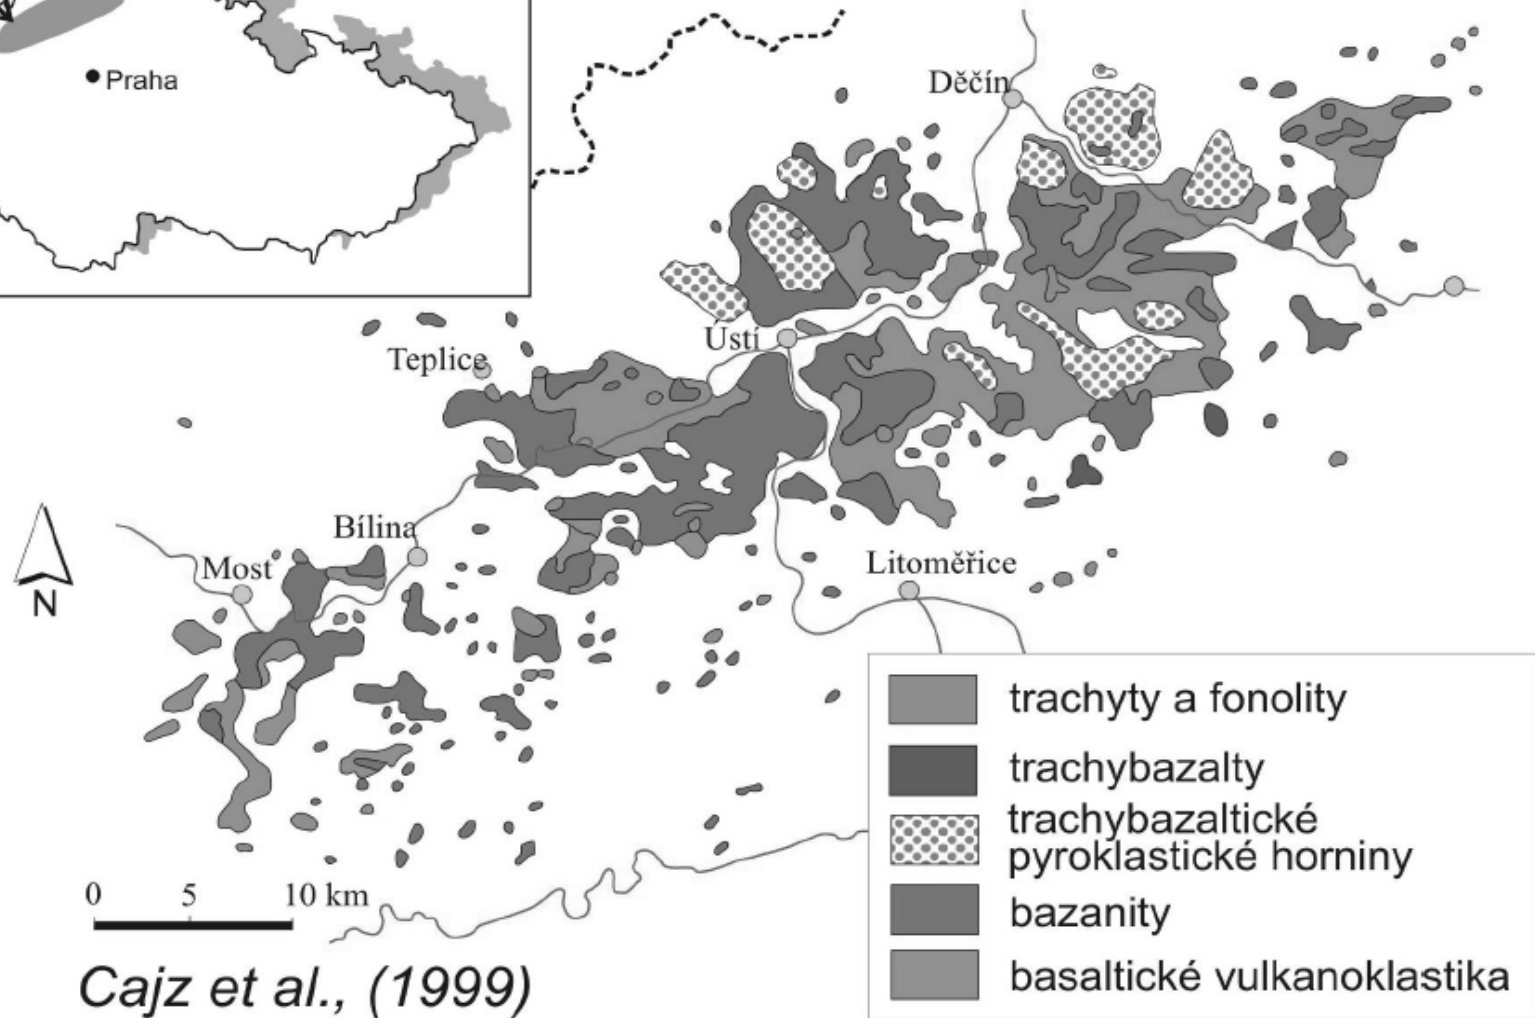 Praha
Děčín
Ústí
Teplice
Bílina
Most
Litoměřice
N
trachyty a fonolity
trachybazalty
trachybazaltické
pyroklastické horniny
bazanity
basaltické vulkanoklastika
0 5 10 km
Cajz et al., (1999)